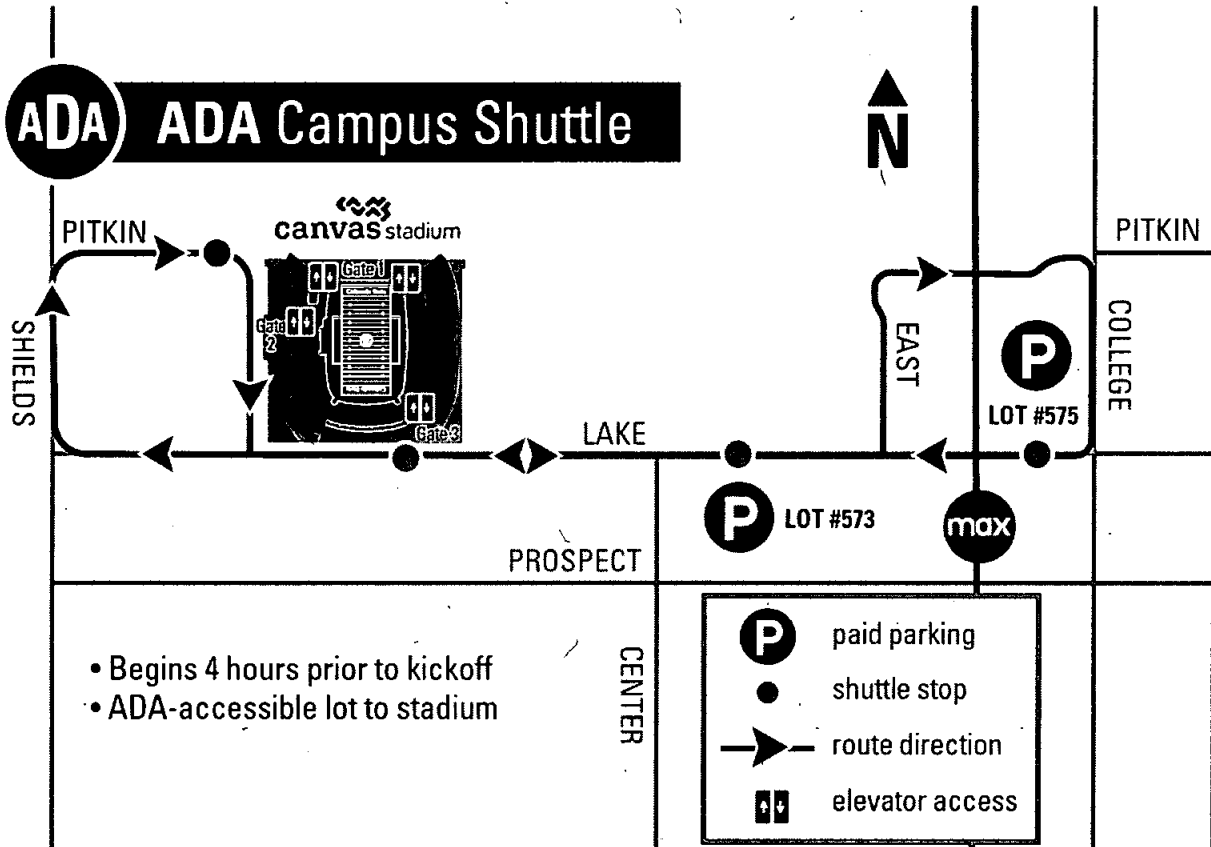 ADA
ADA Campus Shuttle
N
PITKIN
canvas stadium
PITKIN
Gate 1
Gate
2
SHIELDS
EAST
P
COLLEGE
LOT #575
Gate 3
LAKE
P
LOT #573
max
PROSPECT
CENTER
• Begins 4 hours prior to kickoff
• ADA-accessible lot to stadium
P paid parking
shuttle stop
route direction
elevator access